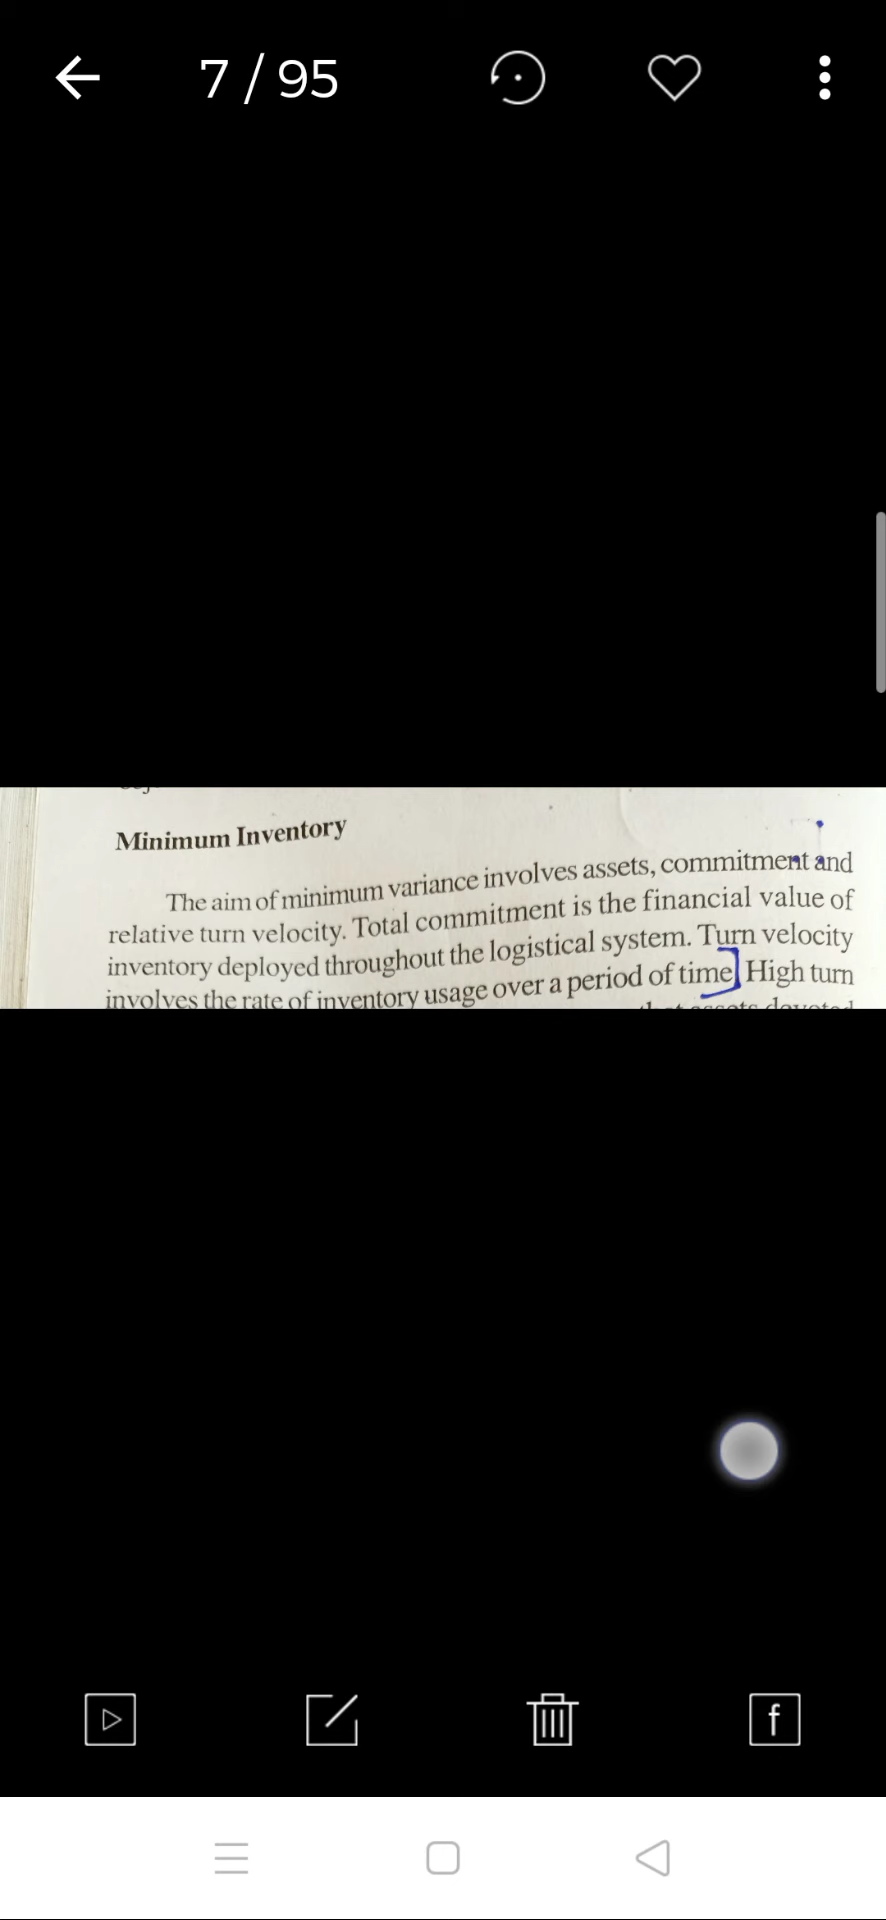 7 / 95
Minimum Inventory
The aim of minimum variance involves assets, commitment and
relative turn velocity. Total commitment is the financial value of
inventory deployed throughout the logistical system. Turn velocity
involves the rate of inventory usage over a period of time] High turn
assets devoted
f